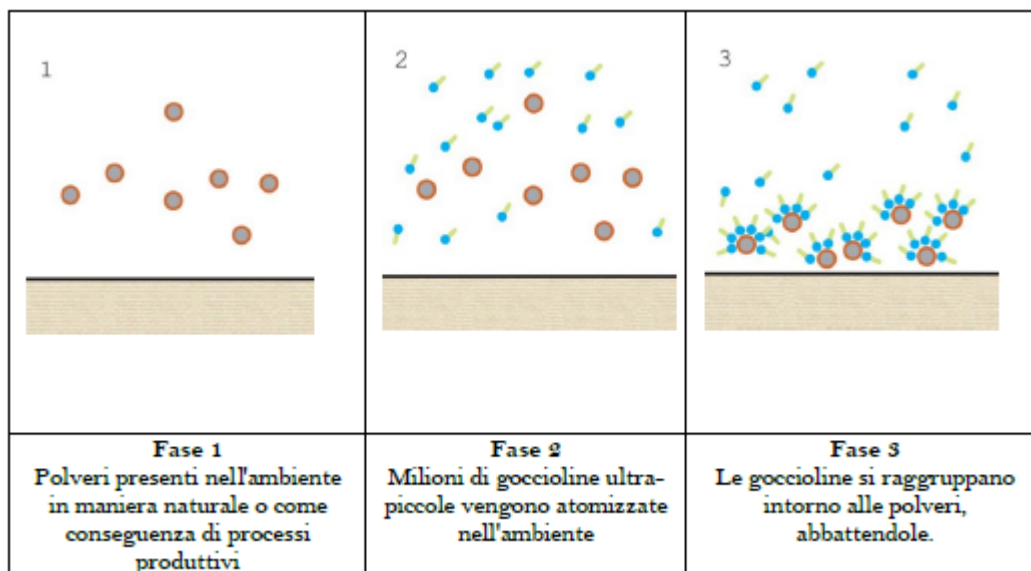 1
2
3
Fase 1
Polveri presenti nell'ambiente
in maniera naturale o come
conseguenza di processi
produttivi
Fase 2
Milioni di goccioline ultra-
piccole vengono atomizzate
nell'ambiente
Fase 3
Le goccioline si raggruppano
intorno alle polveri,
abbattendole.